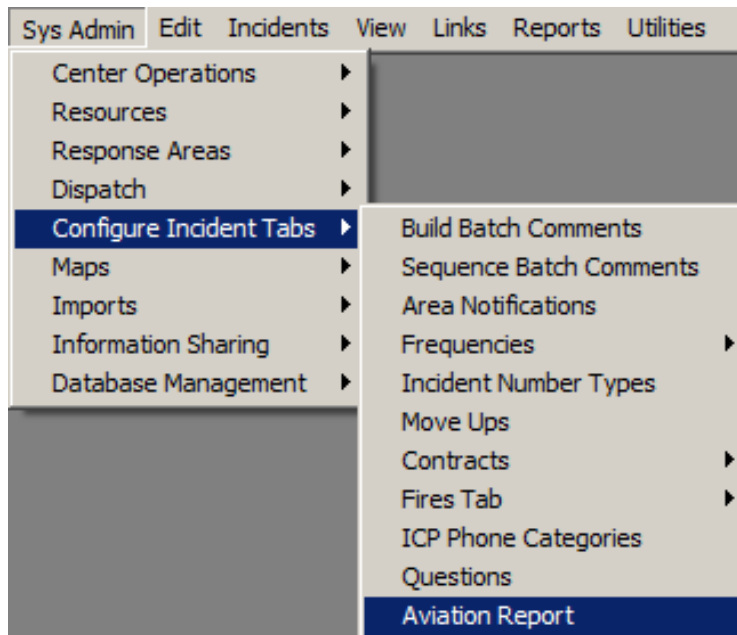 Sys Admin Edit Incidents View Links Reports Utilities
Center Operations
Resources
Response Areas
Dispatch
Configure Incident Tabs
Maps
Imports
Information Sharing
Database Management
Build Batch Comments
Sequence Batch Comments
Area Notifications
Frequencies
Incident Number Types
Move Ups
Contracts
Fires Tab
ICP Phone Categories
Questions
Aviation Report